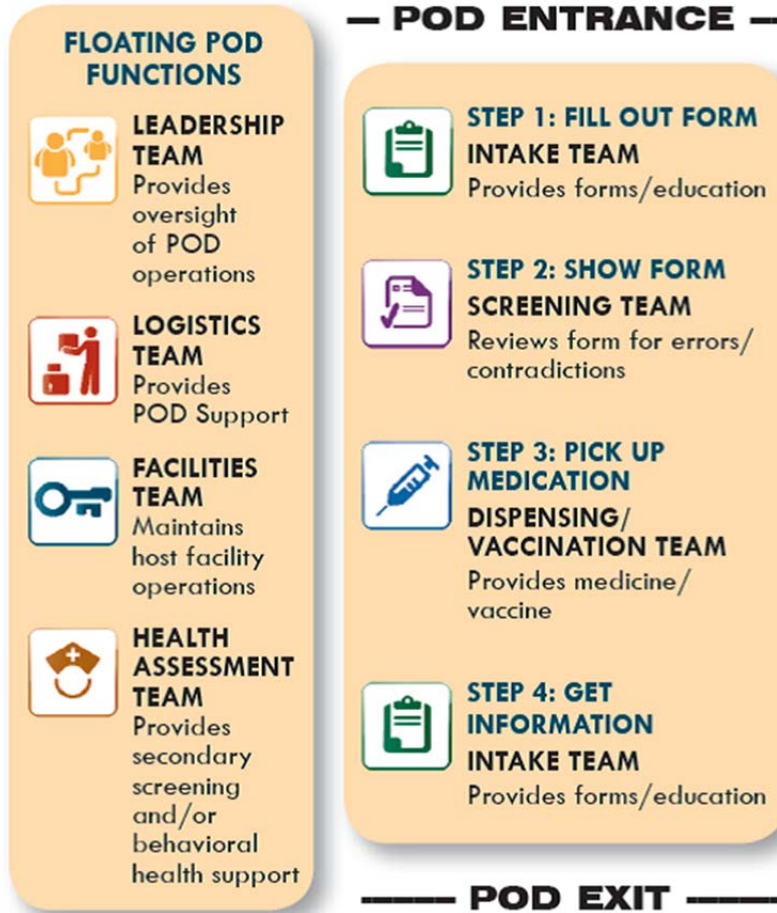 FLOATING POD
FUNCTIONS
LEADERSHIP
TEAM
Provides
oversight
of POD
operations
LOGISTICS
TEAM
Provides
POD Support
FACILITIES
TEAM
Maintains
host facility
operations
HEALTH
ASSESSMENT
TEAM
Provides
secondary
screening
and/or
behavioral
health support
— POD ENTRANCE —
STEP 1: FILL OUT FORM
INTAKE TEAM
Provides forms/education
STEP 2: SHOW FORM
SCREENING TEAM
Reviews form for errors/
contradictions
STEP 3: PICK UP
MEDICATION
DISPENSING/
VACCINATION TEAM
Provides medicine/
vaccine
STEP 4: GET
INFORMATION
INTAKE TEAM
Provides forms/education
—— POD EXIT ——